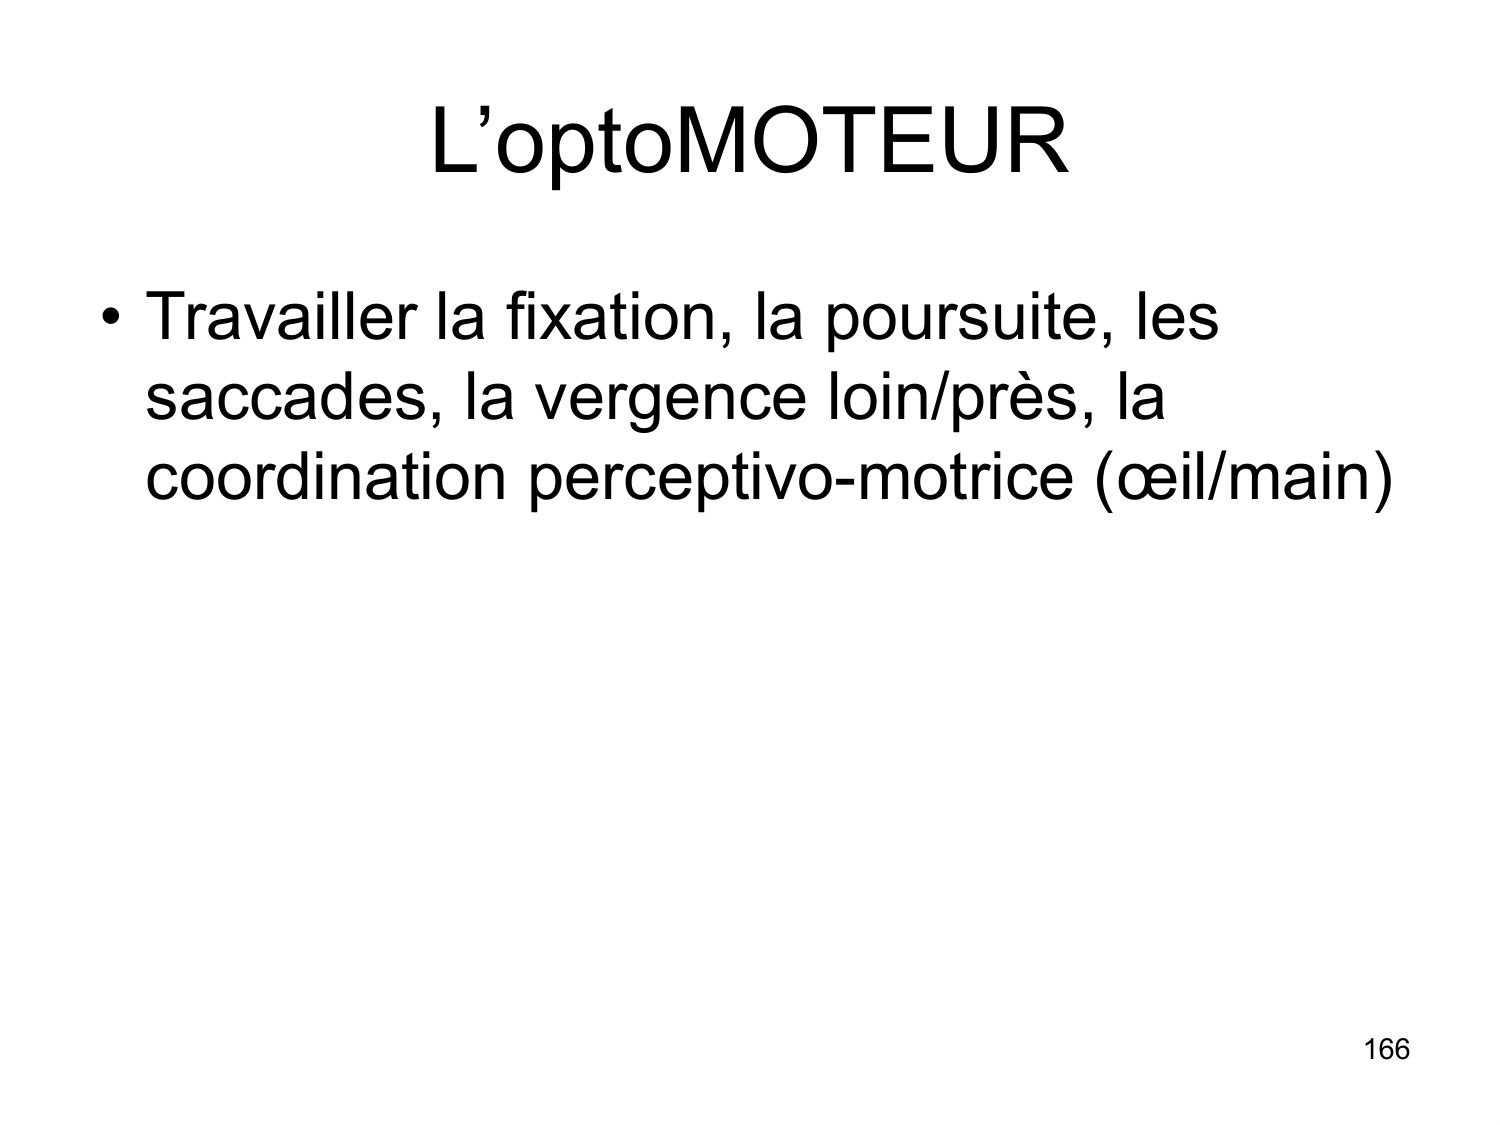 L’optoMOTEUR
• Travailler la fixation, la poursuite, les
saccades, la vergence loin/près, la
coordination perceptivo-motrice (œil/main)
166